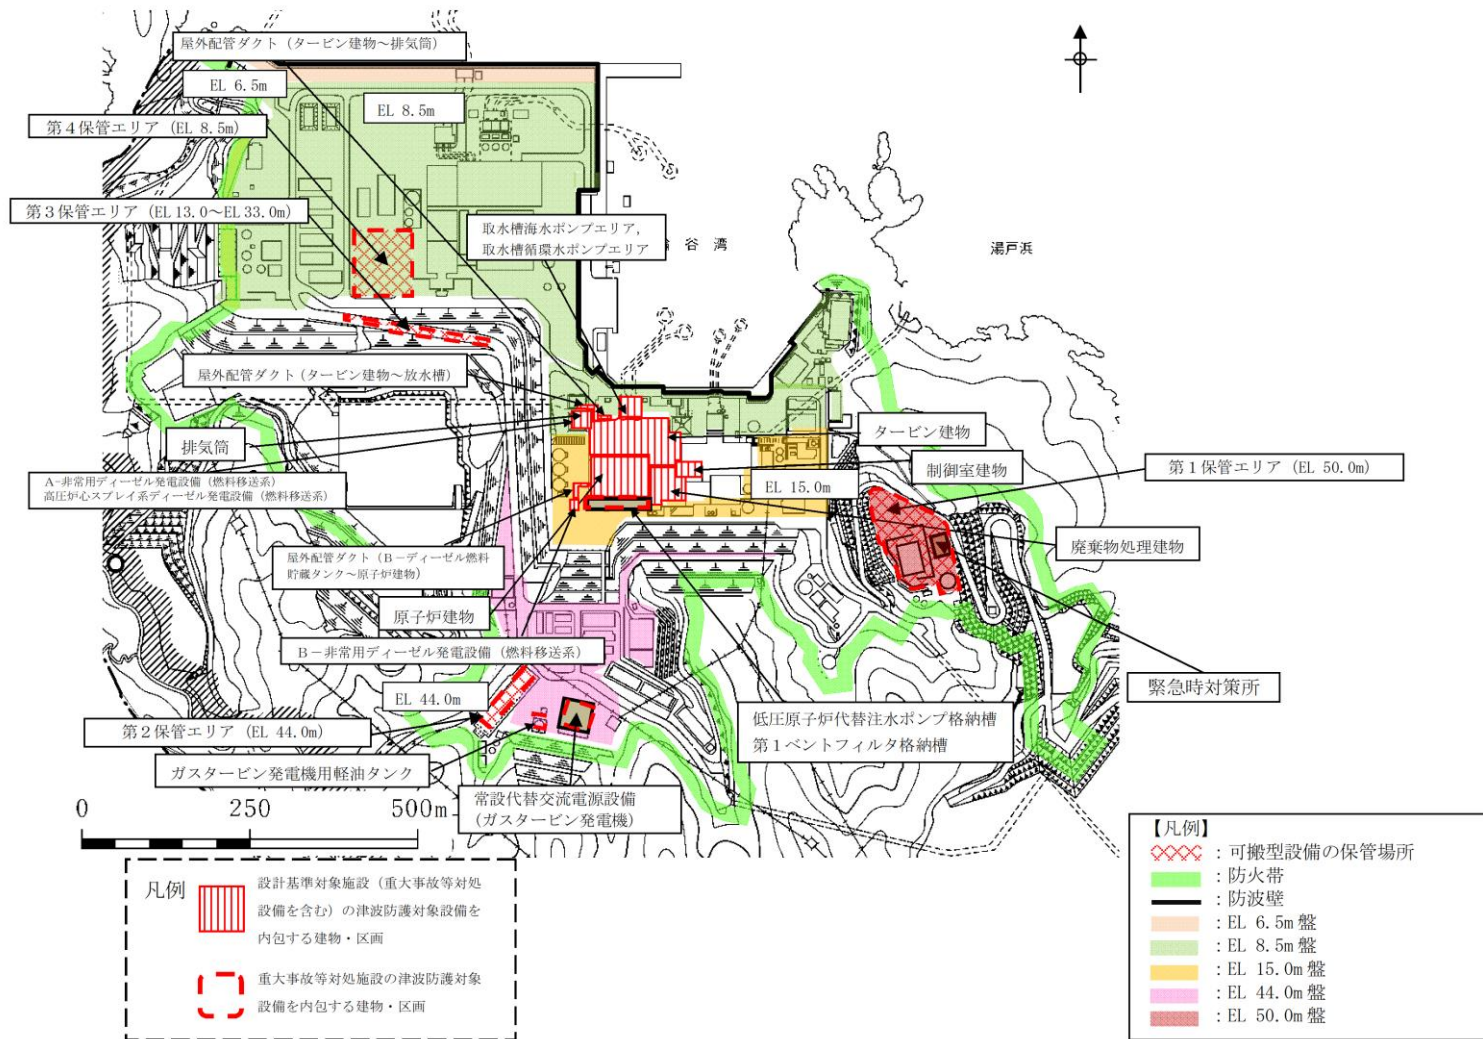 屋外配管ダクト（タービン建物～排気筒）
EL 6.5m
EL 8.5m
第４保管エリア（EL 8.5m）
第３保管エリア（EL 13.0～EL 33.0m）
取水槽海水ポンプエリア，
取水槽循環水ポンプエリア
谷 湾
湯戸浜
屋外配管ダクト（タービン建物～放水槽）
排気筒
タービン建物
制御室建物
第１保管エリア（EL 50.0m）
A-非常用ディーゼル発電設備（燃料移送系）
高圧炉心スプレイ系ディーゼル発電設備（燃料移送系）
EL 15.0m
屋外配管ダクト（B－ディーゼル燃料
貯蔵タンク～原子炉建物）
廃棄物処理建物
原子炉建物
B－非常用ディーゼル発電設備（燃料移送系）
緊急時対策所
EL 44.0m
第２保管エリア（EL 44.0m）
低圧原子炉代替注水ポンプ格納槽
第１ベントフィルタ格納槽
ガスタービン発電機用軽油タンク
常設代替交流電源設備
(ガスタービン発電機)
0 250 500m
凡例
設計基準対象施設（重大事故等対処
設備を含む）の津波防護対象設備を
内包する建物・区画
重大事故等対処施設の津波防護対象
設備を内包する建物・区画
【凡例】
：可搬型設備の保管場所
：防火帯
：防波壁
：EL 6.5m 盤
：EL 8.5m 盤
：EL 15.0m 盤
：EL 44.0m 盤
：EL 50.0m 盤